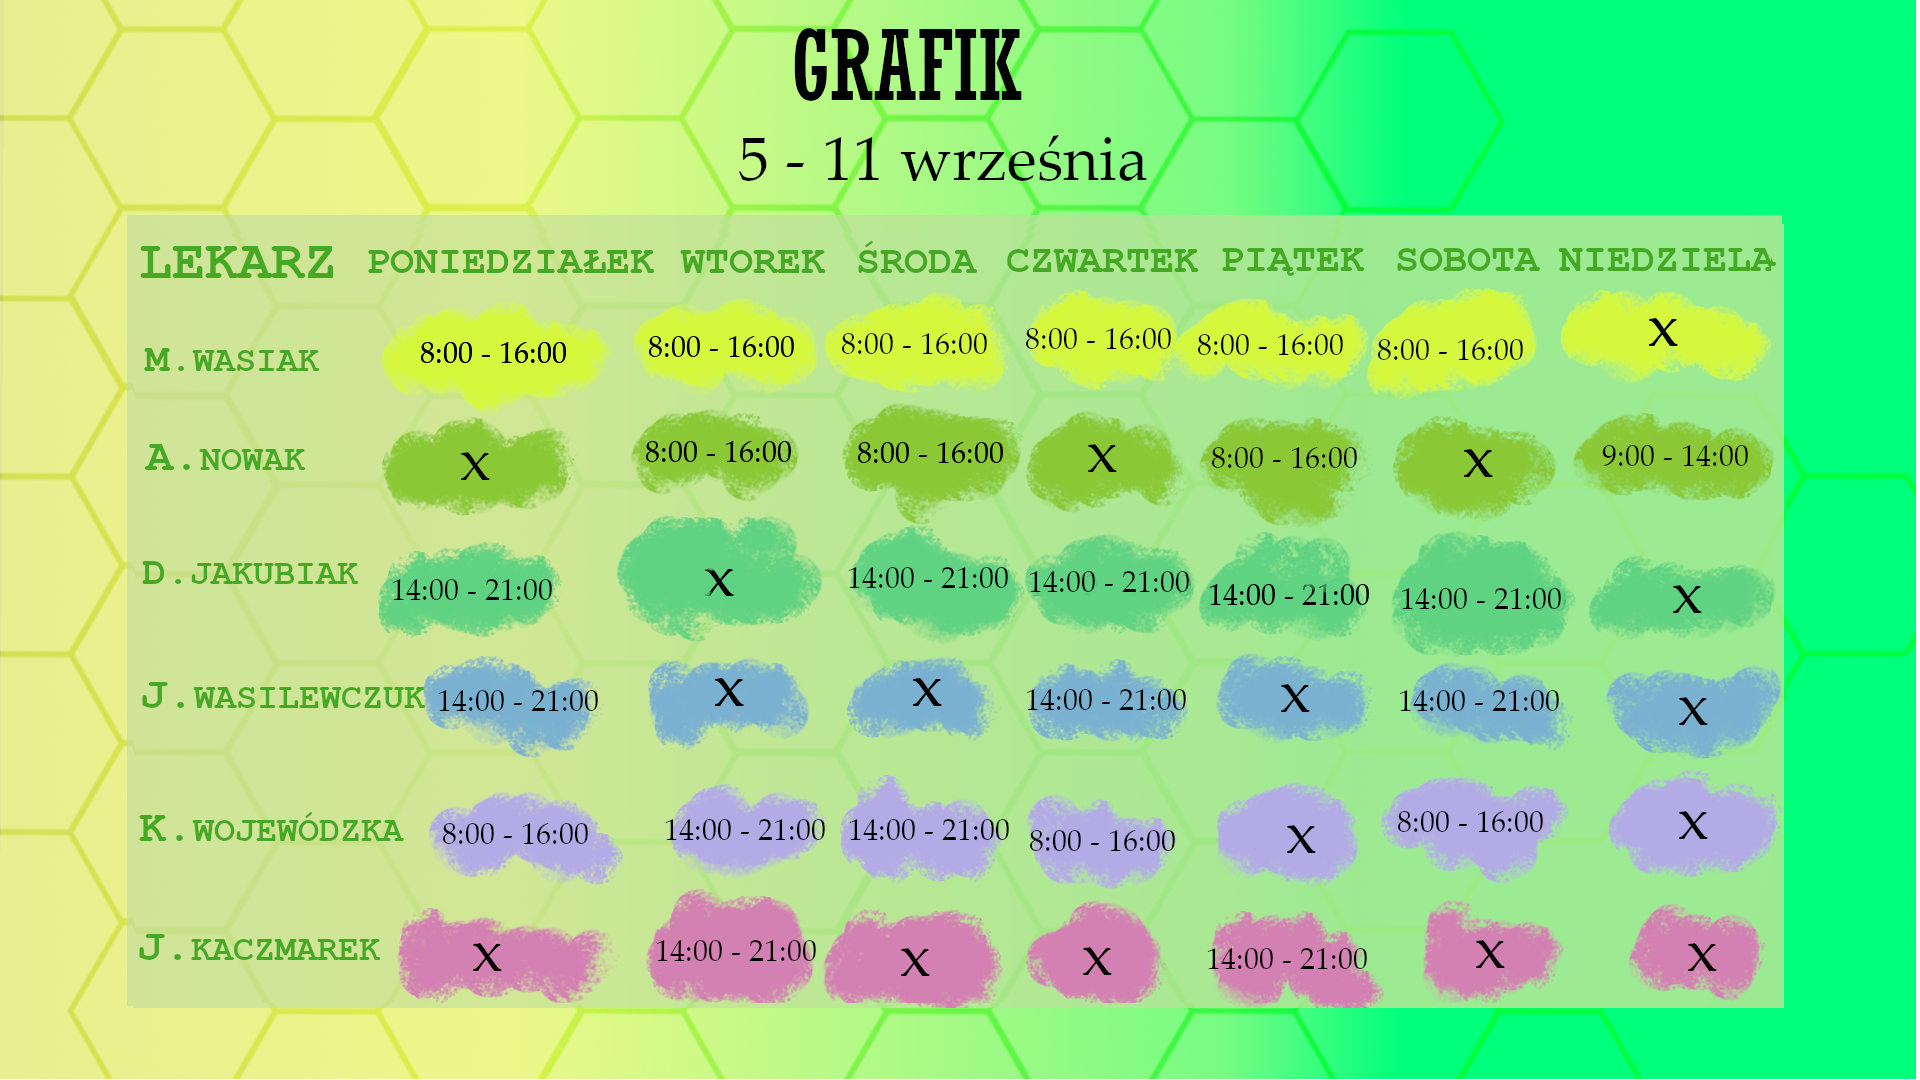 GRAFIK
5 - 11 września
LEKARZ PONIEDZIAŁEK WTOREK ŚRODA CZWARTEK PIĄTEK SOBOTA NIEDZIELA
M.WASIAK 8:00 - 16:00 8:00 - 16:00 8:00 - 16:00 8:00 - 16:00 8:00 - 16:00 8:00 - 16:00 X
A.NOWAK X 8:00 - 16:00 8:00 - 16:00 X 8:00 - 16:00 X 9:00 - 14:00
D.JAKUBIAK 14:00 - 21:00 X 14:00 - 21:00 14:00 - 21:00 14:00 - 21:00 14:00 - 21:00 X
J.WASILEWCZUK 14:00 - 21:00 X X 14:00 - 21:00 X 14:00 - 21:00 X
K.WOJEWÓDZKA 8:00 - 16:00 14:00 - 21:00 14:00 - 21:00 8:00 - 16:00 X 8:00 - 16:00 X
J.KACZMAREK X 14:00 - 21:00 X X 14:00 - 21:00 X X